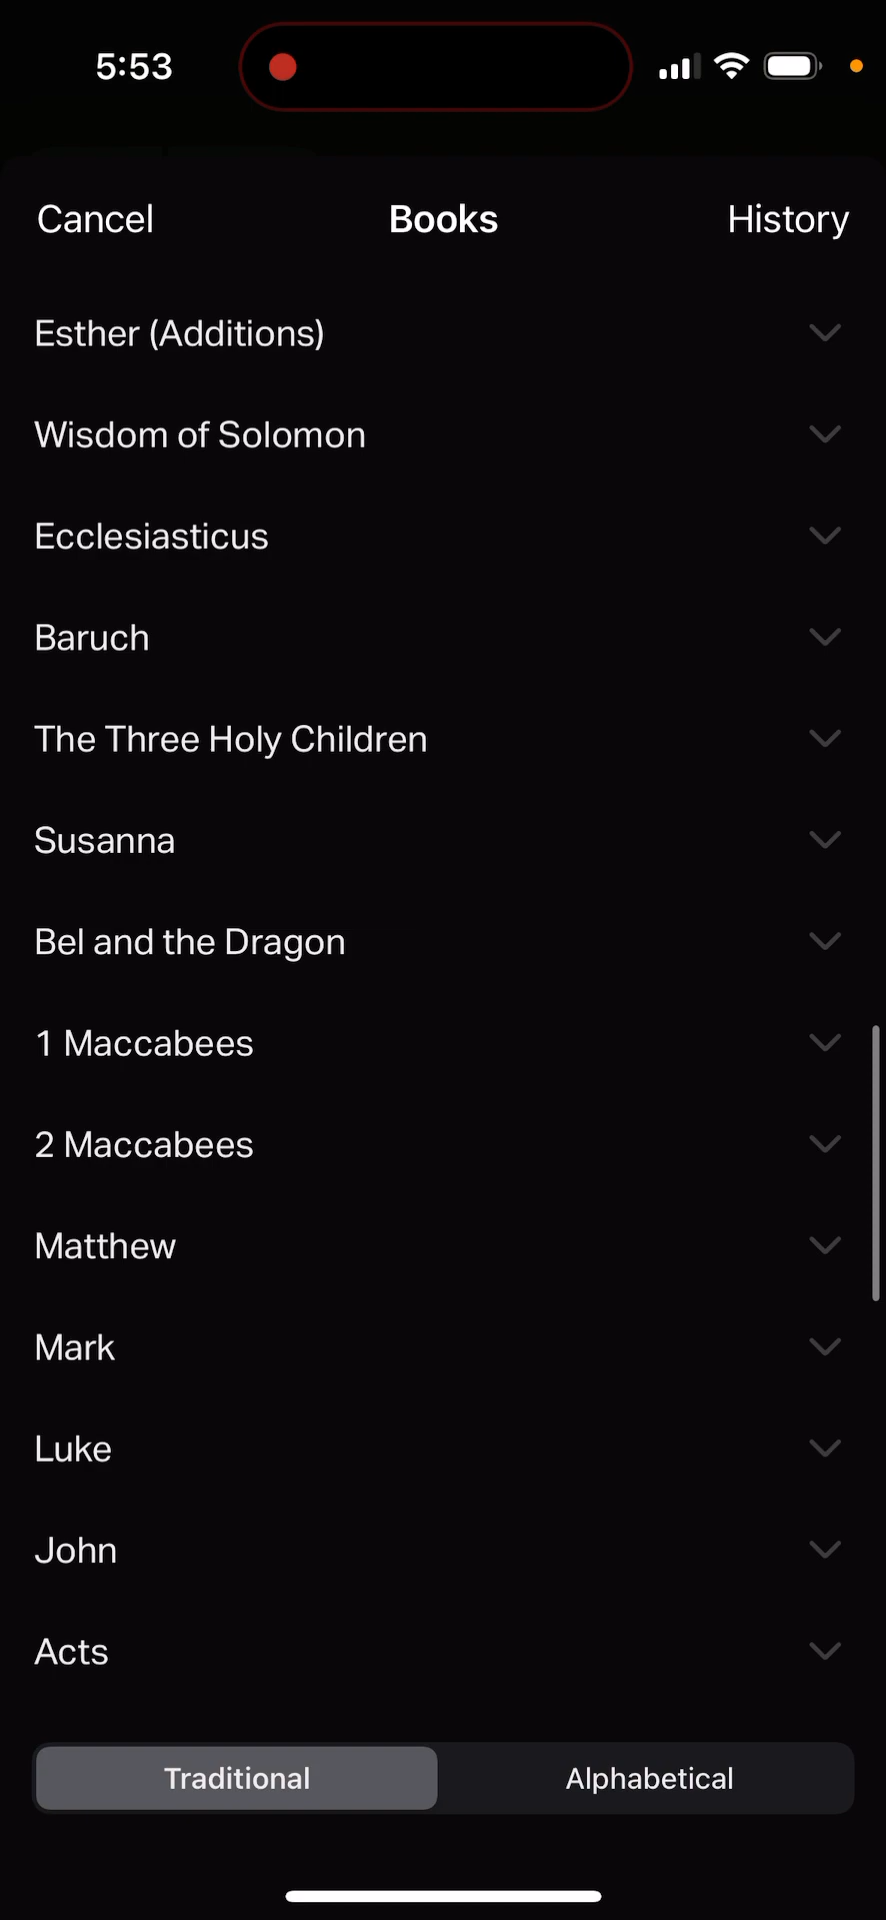 5:53
Cancel Books History
Esther (Additions)
Wisdom of Solomon
Ecclesiasticus
Baruch
The Three Holy Children
Susanna
Bel and the Dragon
1 Maccabees
2 Maccabees
Matthew
Mark
Luke
John
Acts
Traditional Alphabetical